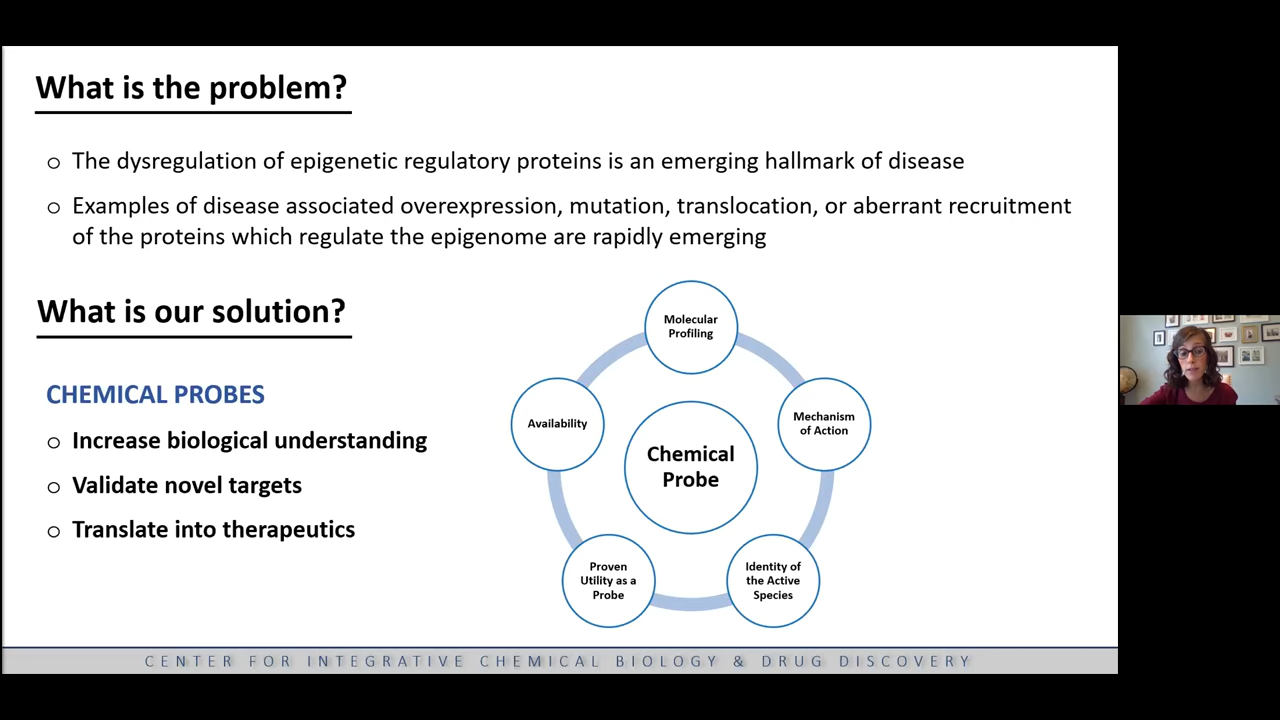 What is the problem?
o The dysregulation of epigenetic regulatory proteins is an emerging hallmark of disease
o Examples of disease associated overexpression, mutation, translocation, or aberrant recruitment
of the proteins which regulate the epigenome are rapidly emerging
What is our solution?
CHEMICAL PROBES
o Increase biological understanding
o Validate novel targets
o Translate into therapeutics
Molecular
Profiling
Mechanism
of Action
Identity of
the Active
Species
Proven
Utility as a
Probe
Availability
Chemical
Probe
CENTER FOR INTEGRATIVE CHEMICAL BIOLOGY & DRUG DISCOVERY